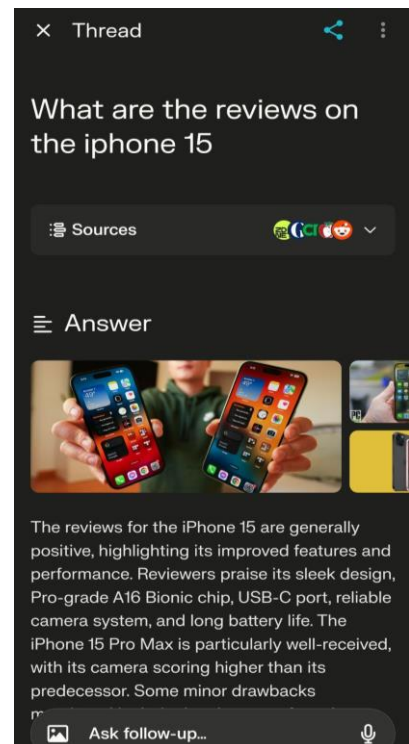 Thread
What are the reviews on
the iphone 15
Sources
Answer
The reviews for the iPhone 15 are generally
positive, highlighting its improved features and
performance. Reviewers praise its sleek design,
Pro-grade A16 Bionic chip, USB-C port, reliable
camera system, and long battery life. The
iPhone 15 Pro Max is particularly well-received,
with its camera scoring higher than its
predecessor. Some minor drawbacks
Ask follow-up...